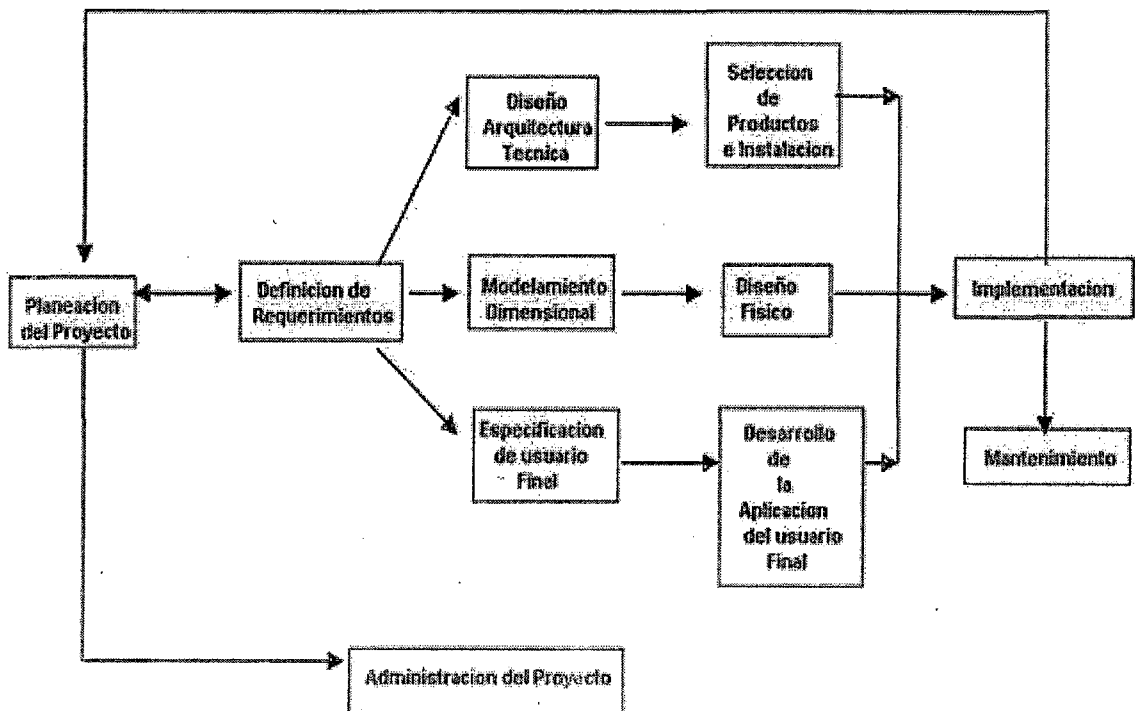 Diseño
Arquitectura
Tecnica
Seleccion
de
Productos
e Instalacion
Planeacion
del Proyecto
Definicion de
Requerimientos
Modelamiento
Dimensional
Diseño
Fisico
Implementacion
Especificacion
de usuario
Final
Desarrollo
de
la
Aplicacion
del usuario
Final
Mantenimiento
Administracion del Proyecto